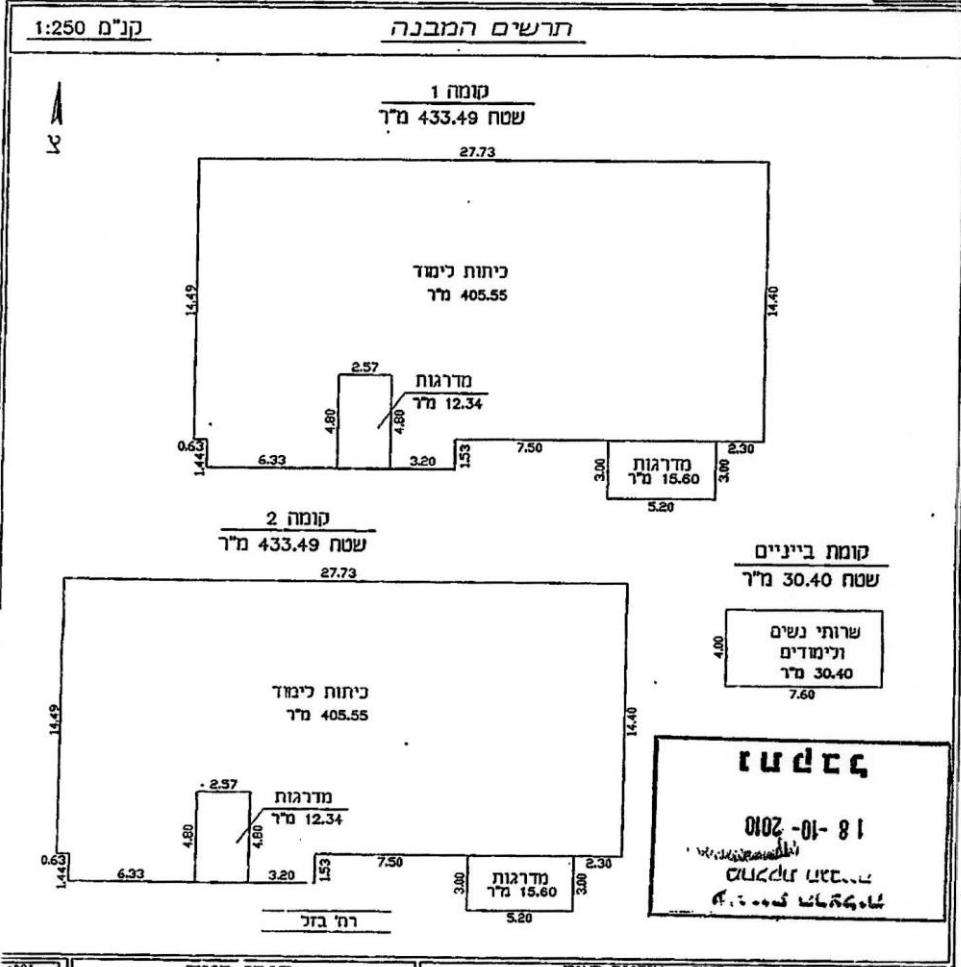 תרשים המבנה
קנ"מ 1:250
קומה 1
שטח 433.49 מ"ר
27.73
צ
כיתות לימוד
405.55 מ"ר
14.49
14.40
2.57
מדרגות
12.34 מ"ר
4.80
4.80
0.63
1.44
6.33
3.20
1.53
7.50
2.30
3.00
מדרגות
15.60 מ"ר
3.00
5.20
קומה 2
שטח 433.49 מ"ר
27.73
קומת ביינייס
שטח 30.40 מ"ר
שרותי נשים
ולימודים
30.40 מ"ר
4.00
7.60
כיתות לימוד
405.55 מ"ר
14.49
14.40
2.57
מדרגות
12.34 מ"ר
4.80
4.80
0.63
1.44
6.33
3.20
1.53
7.50
2.30
3.00
מדרגות
15.60 מ"ר
3.00
5.20
רח' בזל
נתקבל
18 -10- 2010